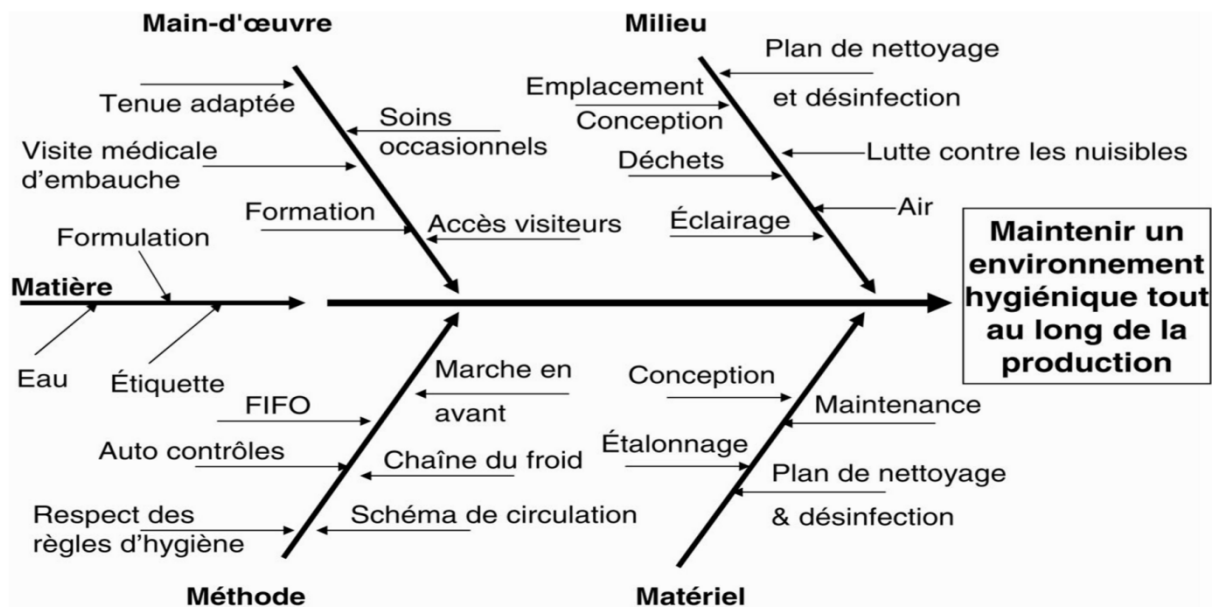 Main-d'œuvre
Milieu
Tenue adaptée
Soins
occasionnels
Visite médicale
d'embauche
Formation
Accès visiteurs
Plan de nettoyage
et désinfection
Emplacement
Conception
Déchets
Lutte contre les nuisibles
Air
Éclairage
Formulation
Matière
Eau
Étiquette
Maintenir un
environnement
hygiénique tout
au long de la
production
Marche en
avant
FIFO
Auto contrôles
Chaîne du froid
Respect des
règles d'hygiène
Schéma de circulation
Conception
Maintenance
Étalonnage
Plan de nettoyage
& désinfection
Méthode
Matériel